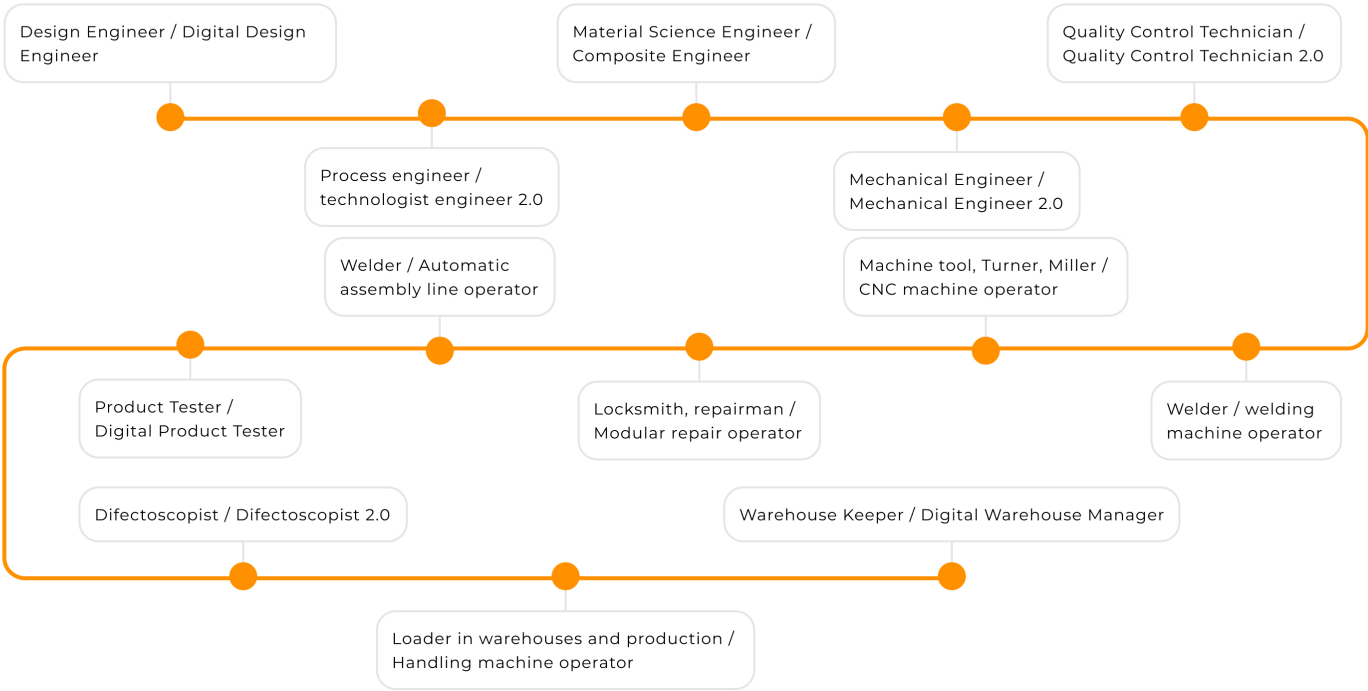 Design Engineer / Digital Design
Engineer
Material Science Engineer /
Composite Engineer
Quality Control Technician /
Quality Control Technician 2.0
Process engineer /
technologist engineer 2.0
Mechanical Engineer /
Mechanical Engineer 2.0
Welder / Automatic
assembly line operator
Machine tool, Turner, Miller /
CNC machine operator
Product Tester /
Digital Product Tester
Locksmith, repairman /
Modular repair operator
Welder / welding
machine operator
Difectoscopist / Difectoscopist 2.0
Warehouse Keeper / Digital Warehouse Manager
Loader in warehouses and production /
Handling machine operator